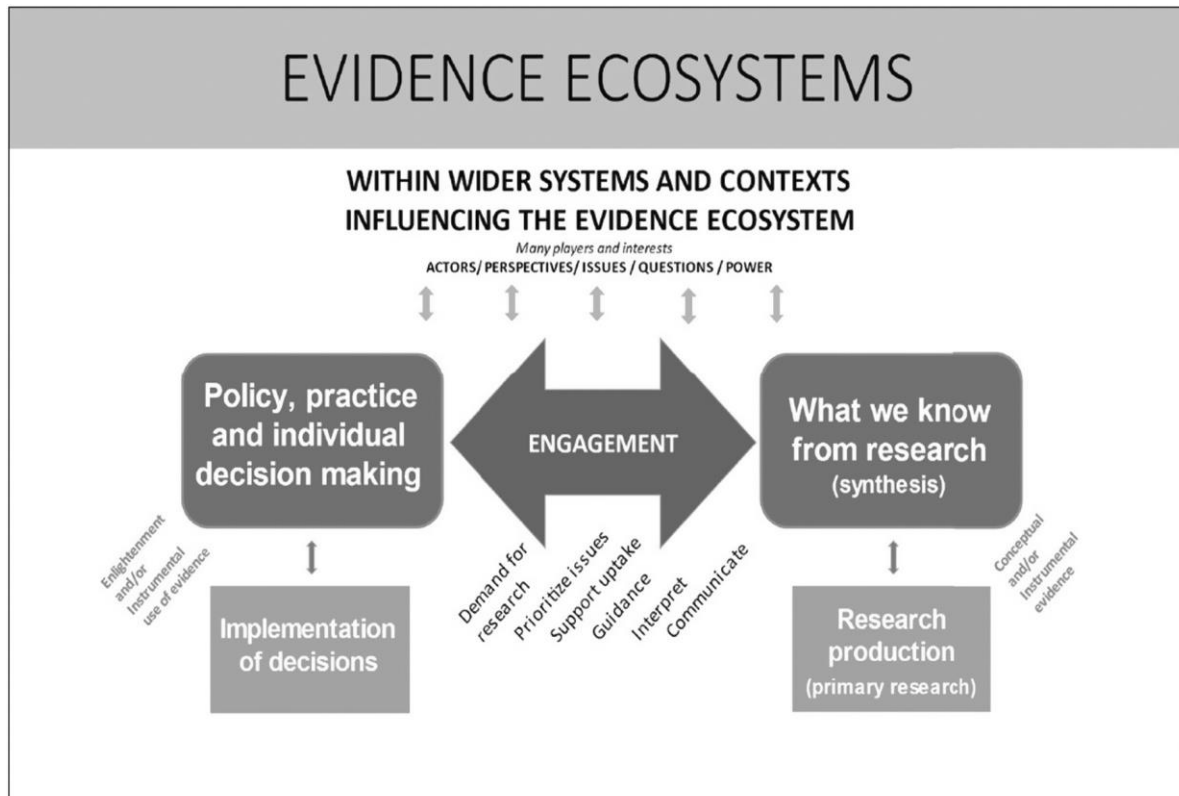 EVIDENCE ECOSYSTEMS
WITHIN WIDER SYSTEMS AND CONTEXTS
INFLUENCING THE EVIDENCE ECOSYSTEM
Many players and interests
ACTORS/ PERSPECTIVES/ ISSUES / QUESTIONS / POWER
Policy, practice
and individual
decision making
ENGAGEMENT
What we know
from research
(synthesis)
Enlightenment
and/or
Instrumental
use of evidence
Implementation
of decisions
Demand for
research
Prioritize issues
Support uptake
Guidance
Interpret
Communicate
Research
production
(primary research)
Conceptual
and/or
Instrumental
evidence